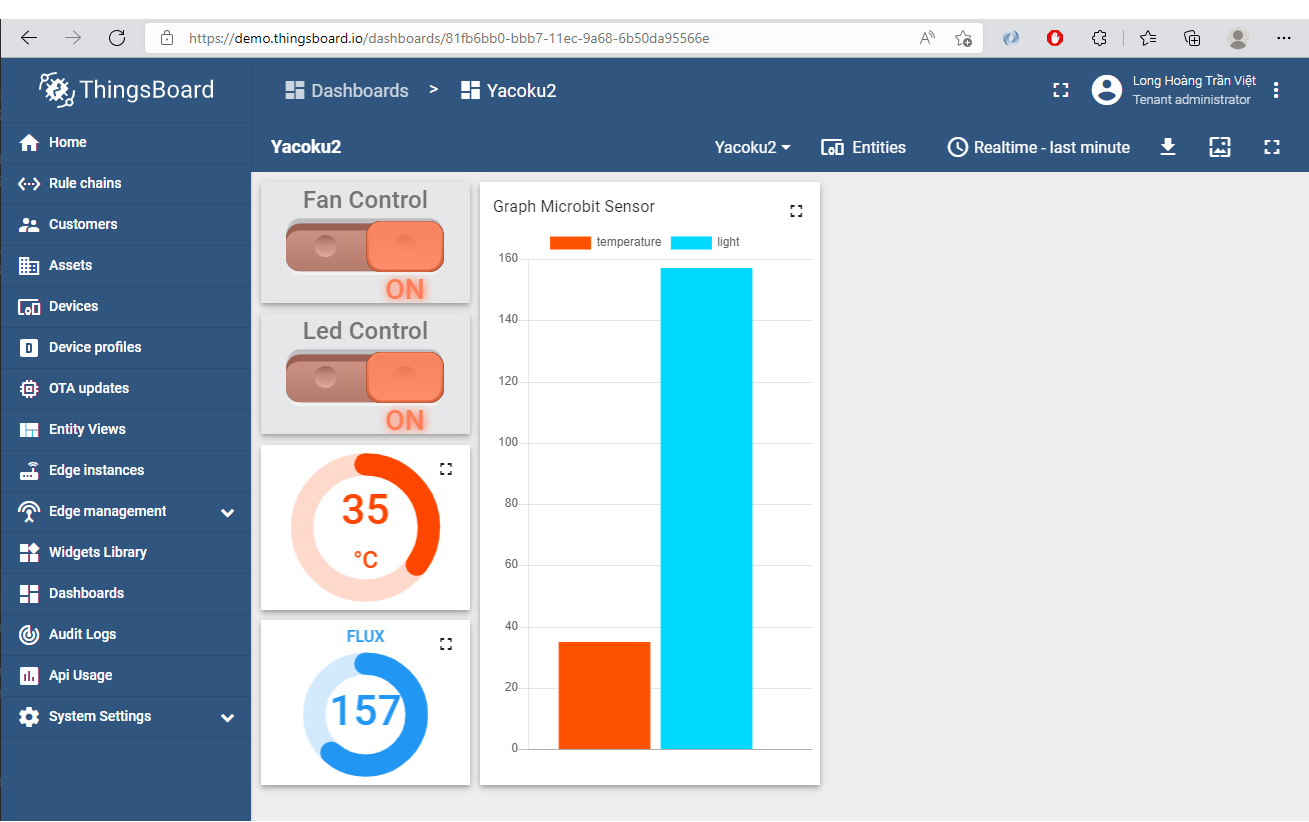 https://demo.thingsboard.io/dashboards/81fb6bb0-bbb7-11ec-9a68-6b50da95566e
ThingsBoard
Dashboards > Yacoku2
Long Hoàng Trần Việt
Tenant administrator
Yacoku2
Yacoku2
Entities
Realtime - last minute
Home
Rule chains
Customers
Assets
Devices
Device profiles
OTA updates
Entity Views
Edge instances
Edge management
Widgets Library
Dashboards
Audit Logs
Api Usage
System Settings
Fan Control
ON
Led Control
ON
35
°C
FLUX
157
Graph Microbit Sensor
temperature light
160
140
120
100
80
60
40
20
0